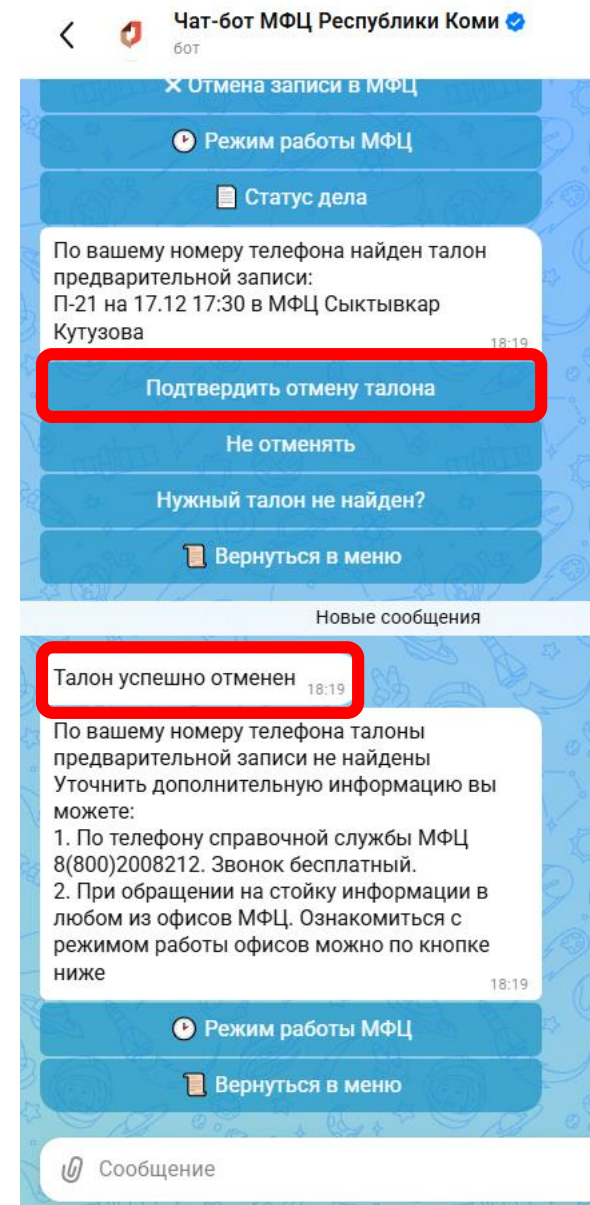 Чат-бот МФЦ Республики Коми
бот
Отмена записи в МФЦ
Режим работы МФЦ
Статус дела
По вашему номеру телефона найден талон
предварительной записи:
П-21 на 17.12 17:30 в МФЦ Сыктывкар
Кутузова
18:19
Подтвердить отмену талона
Не отменять
Нужный талон не найден?
Вернуться в меню
Новые сообщения
Талон успешно отменен 18:19
По вашему номеру телефона талоны
предварительной записи не найдены
Уточнить дополнительную информацию вы
можете:
1. По телефону справочной службы МФЦ
8(800)2008212. Звонок бесплатный.
2. При обращении на стойку информации в
любом из офисов МФЦ. Ознакомиться с
режимом работы офисов можно по кнопке
ниже
18:19
Режим работы МФЦ
Вернуться в меню
Сообщение